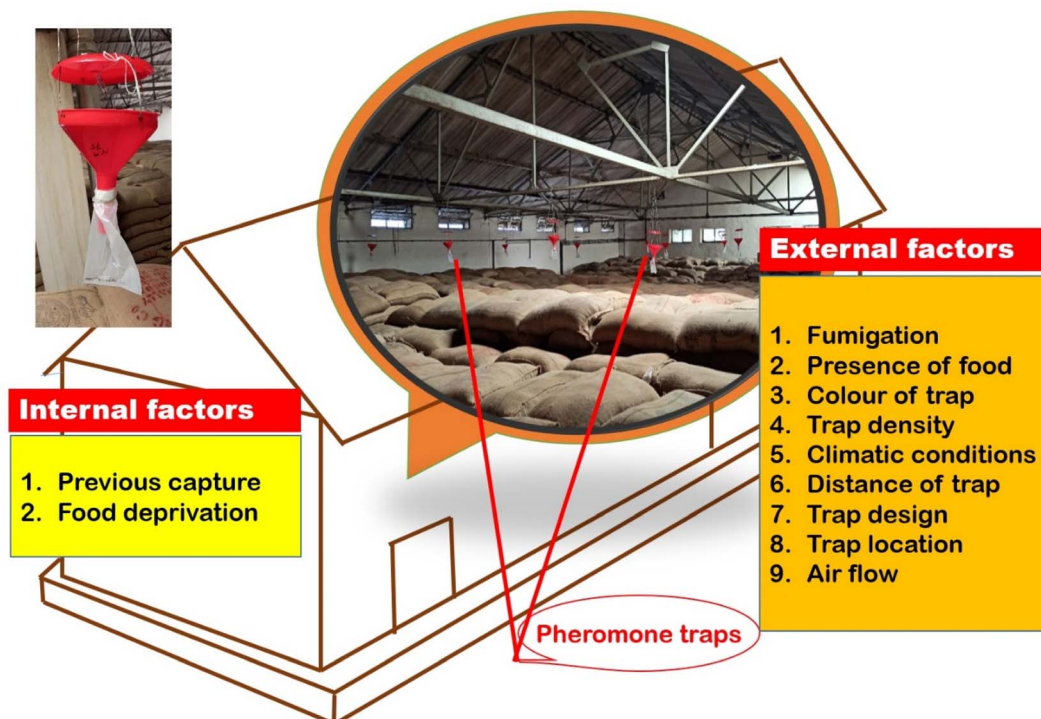 Internal factors
1. Previous capture
2. Food deprivation
External factors
1. Fumigation
2. Presence of food
3. Colour of trap
4. Trap density
5. Climatic conditions
6. Distance of trap
7. Trap design
8. Trap location
9. Air flow
Pheromone traps